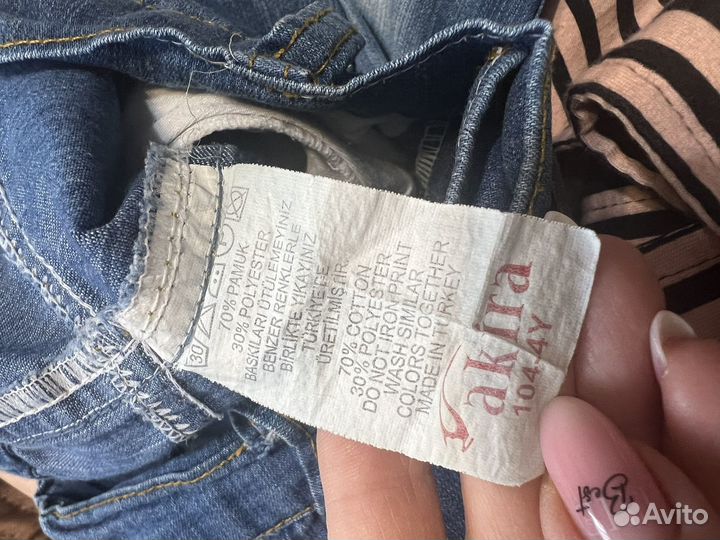 30
70% PAMUK
30% POLYESTER
BASKILARI ÜTÜLEMEYİNİZ
BENZER RENKLERLE
BİRLİKTE YIKAYINIZ
TÜRKİYE'DE
ÜRETİLMİŞTİR.
70% COTTON
30% POLYESTER
DO NOT IRON PRINT
WASH SIMILAR
COLORS TOGETHER
MADE IN TURKEY
akira
104 4Y
Best
Avito